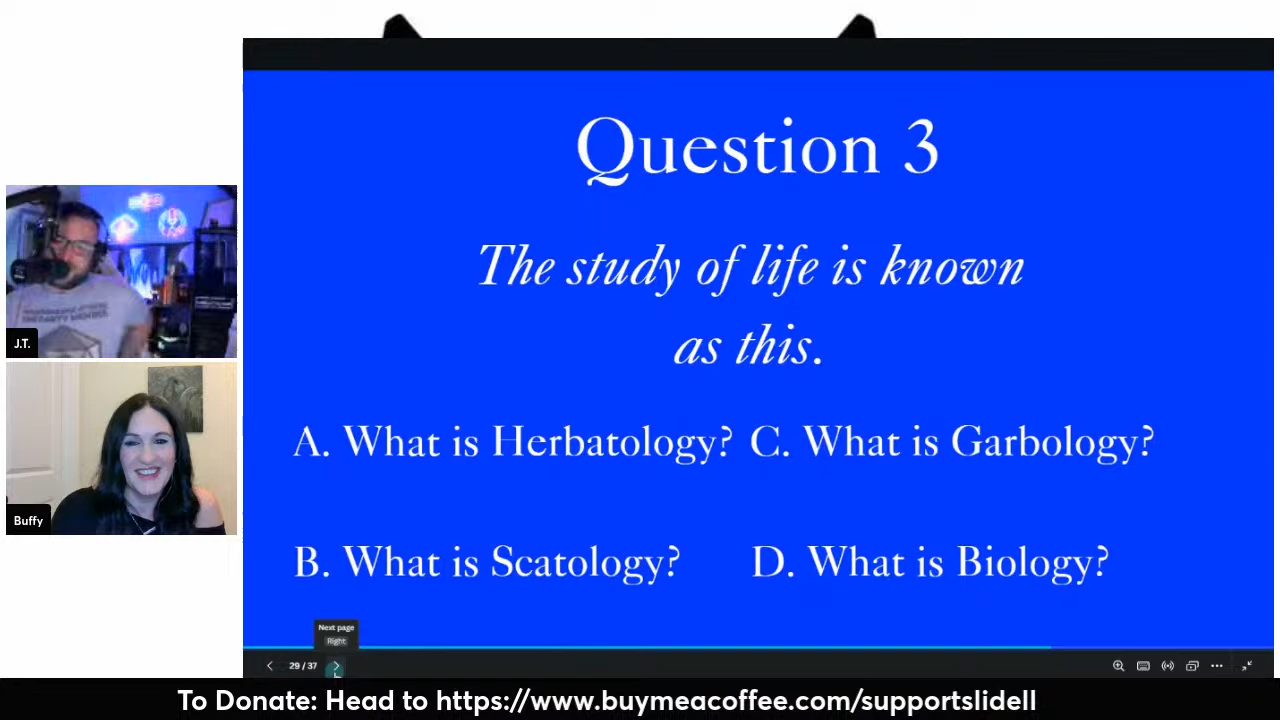 Question 3
The study of life is known
as this.
A. What is Herbatology?
C. What is Garbology?
B. What is Scatology?
D. What is Biology?
J.T.
Buffy
Next page
Right
29 / 37
To Donate: Head to https://www.buymeacoffee.com/supportslidell